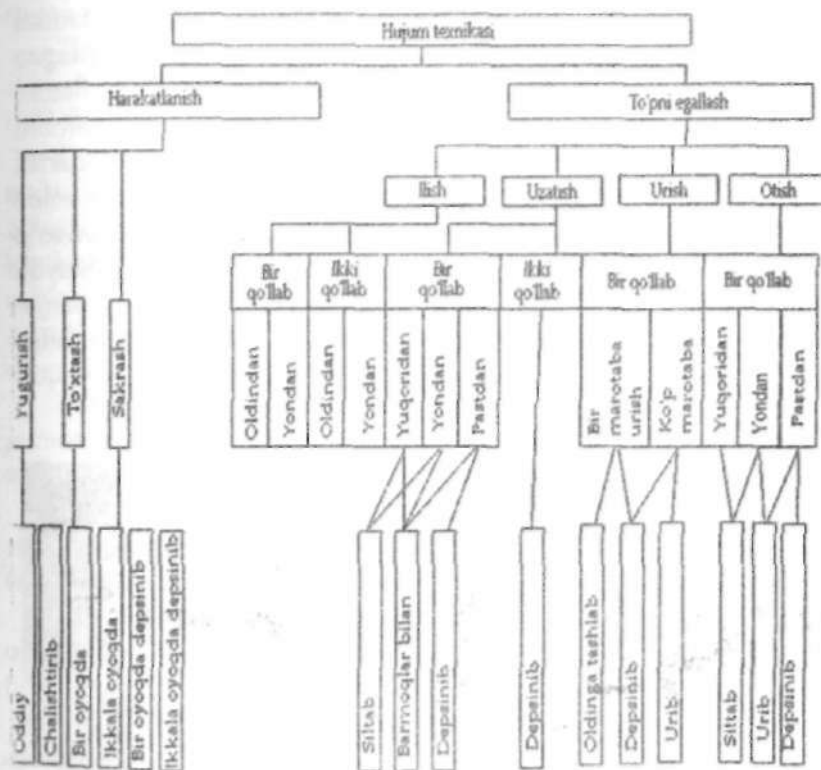 Hujum texnikasi
Harakatlanish
To'pni egallash
Ilish
Uzatish
Urish
Otish
Bir
qo'llab
Ikki
qo'llab
Bir
qo'llab
Ikki
qo'llab
Bir qo'llab
Bir qo'llab
Yugurish
To'xtash
Sakrash
Oldindan
Yondan
Oldindan
Yondan
Yuqoridan
Yondan
Pastdan
Bir
marotaba
urish
Ko'p
marotaba
Yuqoridan
Yondan
Pastdan
Oddiy
Chalishtirib
Bir oyoqda
Ikkala oyoqda
Bir oyoqda depsinib
Ikkala oyoqda depsinib
Siltab
Barmoqlar bilan
Depsinib
Depsinib
Oldinga tashlab
Depsinib
Urib
Siltab
Urib
Depsinib